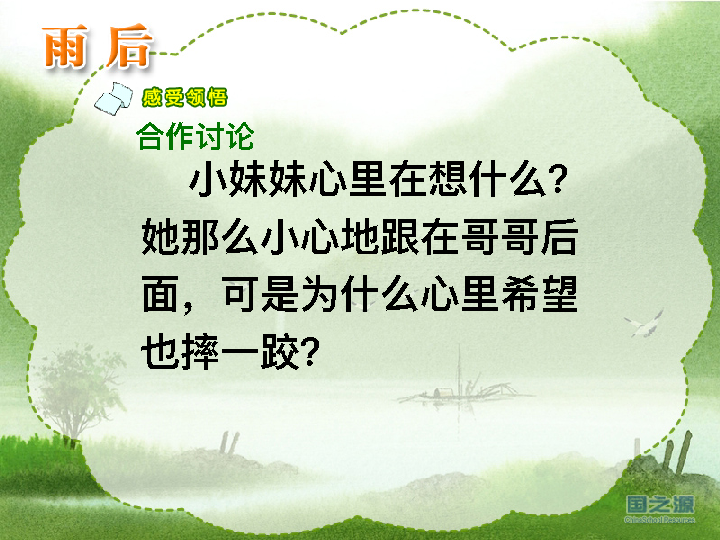 雨后
感受领悟
合作讨论
小妹妹心里在想什么?
她那么小心地跟在哥哥后
面，可是为什么心里希望
也摔一跤?
国之源